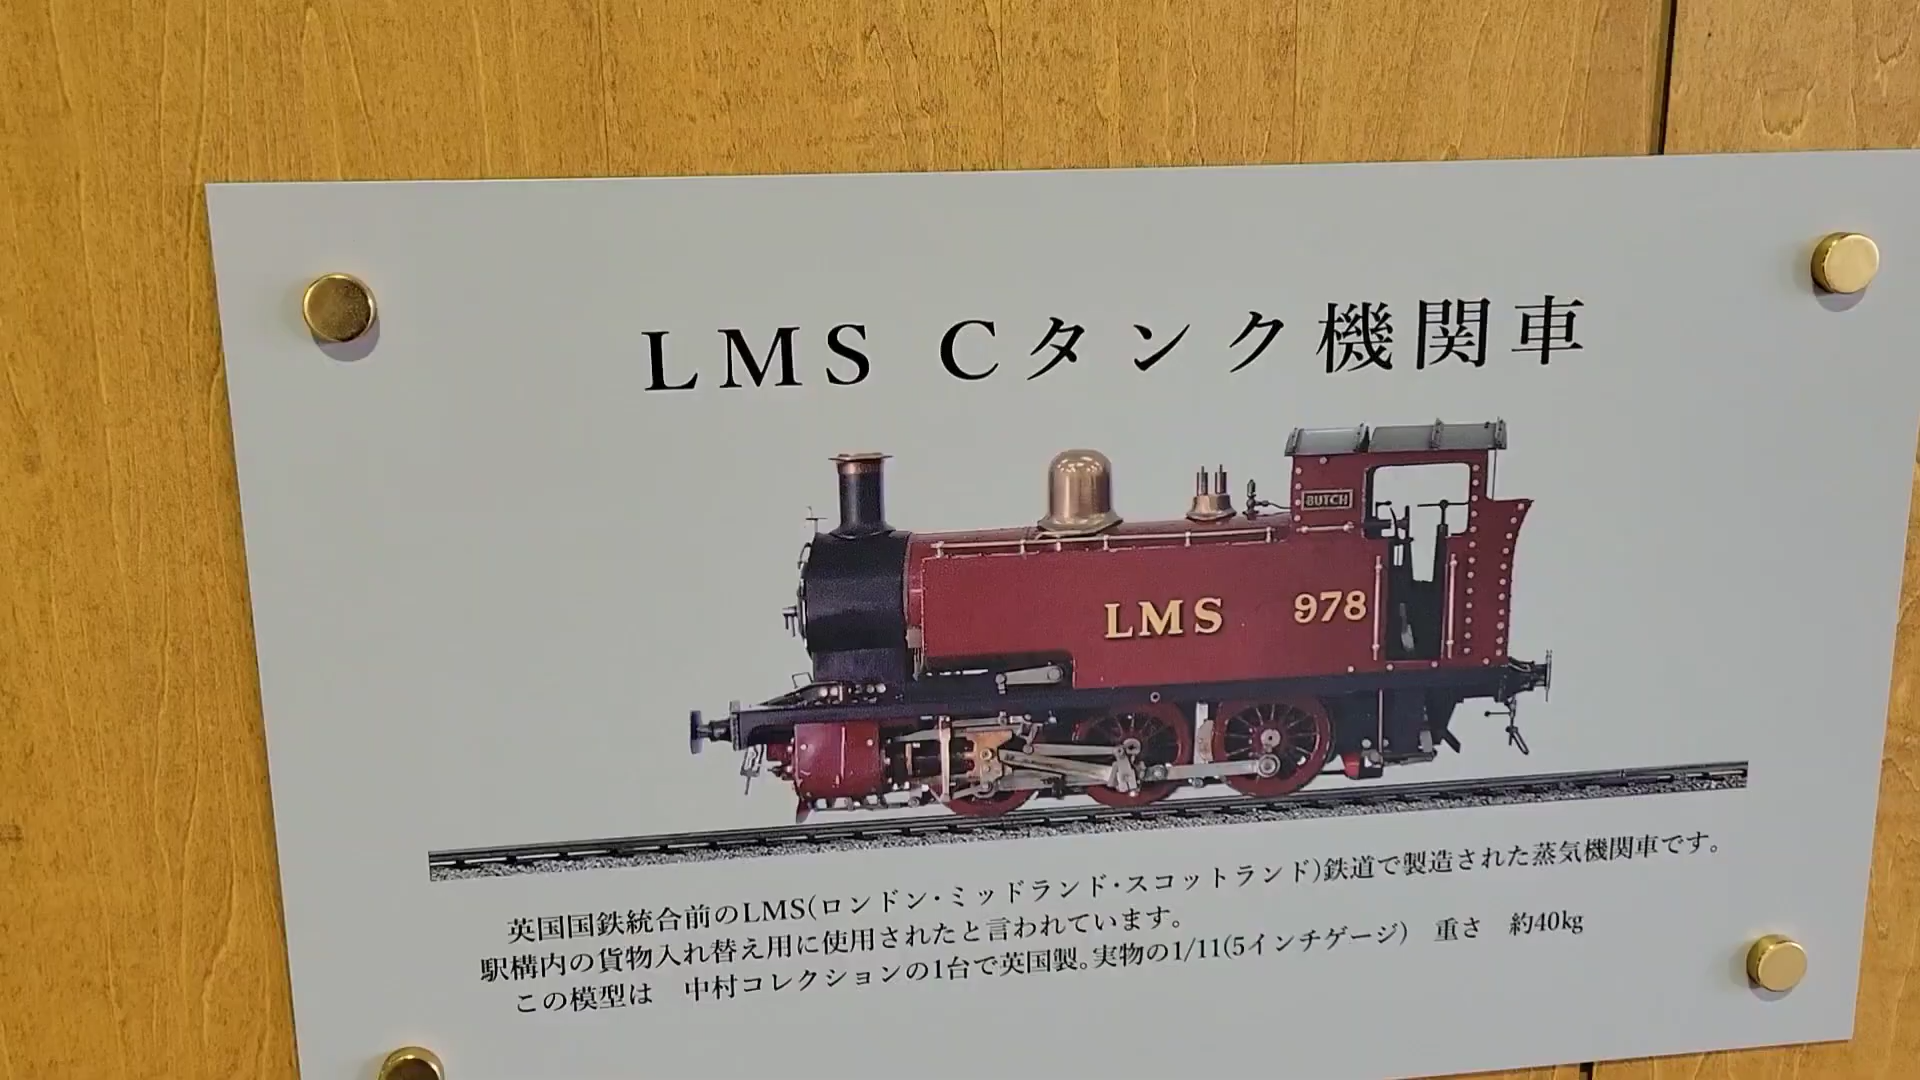 LMS Cタンク機関車
BUTCH
LMS 978
英国国鉄統合前のLMS(ロンドン・ミッドランド・スコットランド)鉄道で製造された蒸気機関車です。
駅構内の貨物入れ替え用に使用されたと言われています。
この模型は 中村コレクションの1台で英国製。実物の1/11(5インチゲージ) 重さ 約40㎏